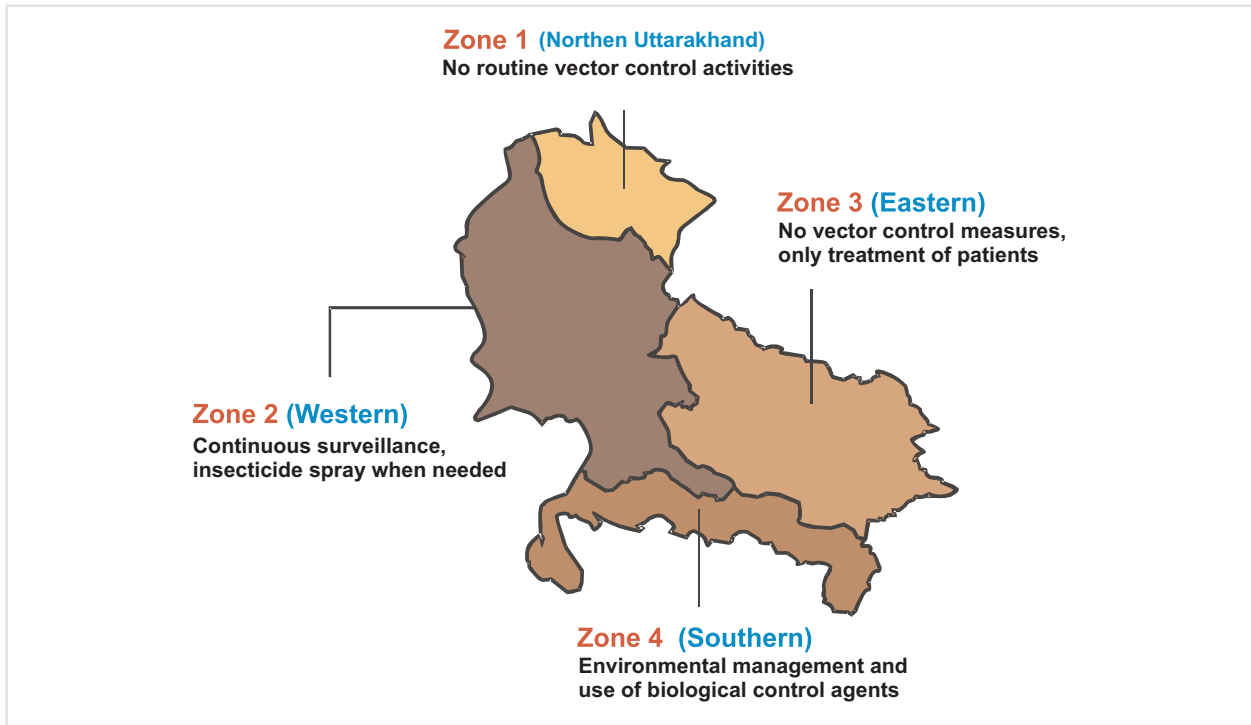 Zone 1 (Northen Uttarakhand)
No routine vector control activities
Zone 3 (Eastern)
No vector control measures,
only treatment of patients
Zone 2 (Western)
Continuous surveillance,
insecticide spray when needed
Zone 4 (Southern)
Environmental management and
use of biological control agents